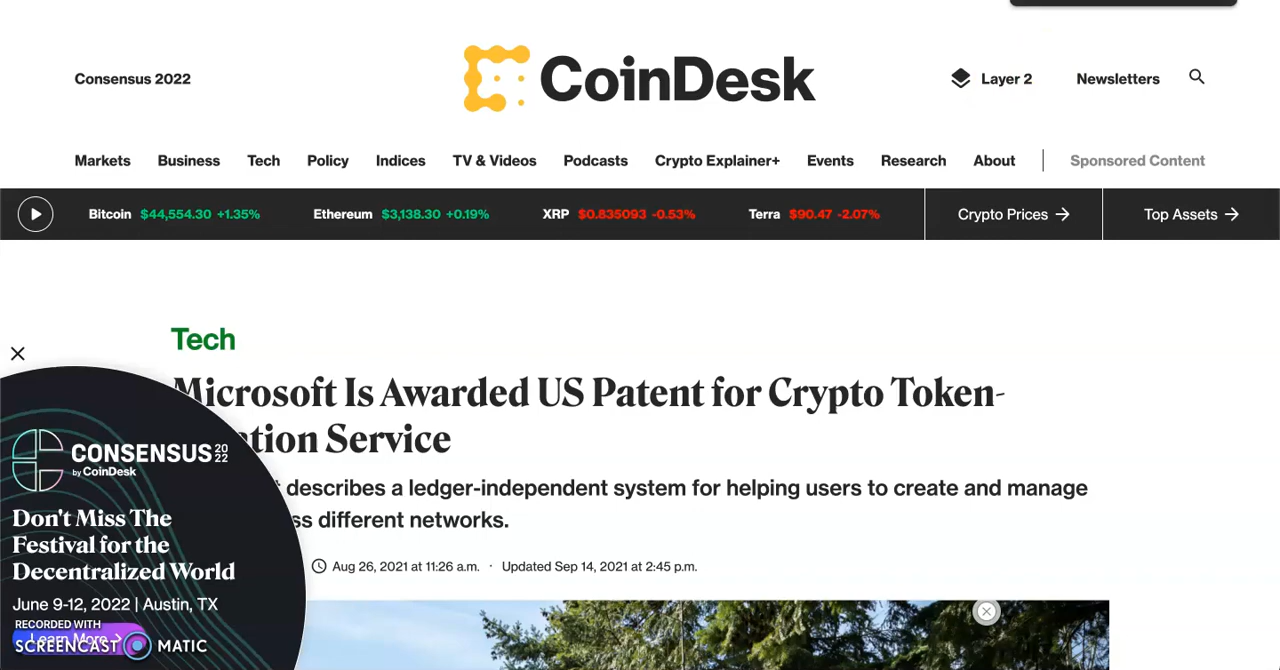 Consensus 2022
CoinDesk
Layer 2
Newsletters
Markets Business Tech Policy Indices TV & Videos Podcasts Crypto Explainer+ Events Research About Sponsored Content
Bitcoin $44,554.30 +1.35% Ethereum $3,138.30 +0.19% XRP $0.835093 -0.53% Terra $90.47 -2.07% Crypto Prices → Top Assets →
Tech
Microsoft Is Awarded US Patent for Crypto Token-
ation Service
describes a ledger-independent system for helping users to create and manage
ss different networks.
Aug 26, 2021 at 11:26 a.m. · Updated Sep 14, 2021 at 2:45 p.m.
CONSENSUS 2022
by CoinDesk
Don't Miss The
Festival for the
Decentralized World
June 9-12, 2022 | Austin, TX
Learn More >
RECORDED WITH
SCREENCAST MATIC